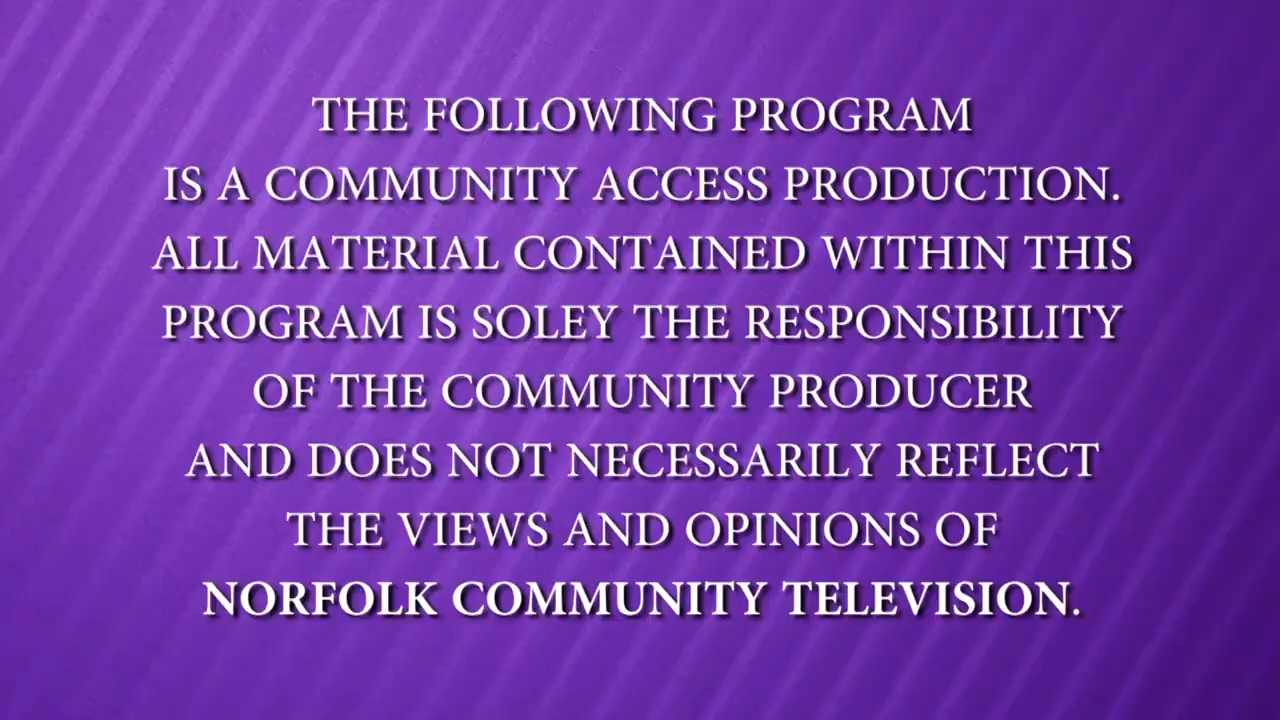 THE FOLLOWING PROGRAM
IS A COMMUNITY ACCESS PRODUCTION.
ALL MATERIAL CONTAINED WITHIN THIS
PROGRAM IS SOLEY THE RESPONSIBILITY
OF THE COMMUNITY PRODUCER
AND DOES NOT NECESSARILY REFLECT
THE VIEWS AND OPINIONS OF
NORFOLK COMMUNITY TELEVISION.